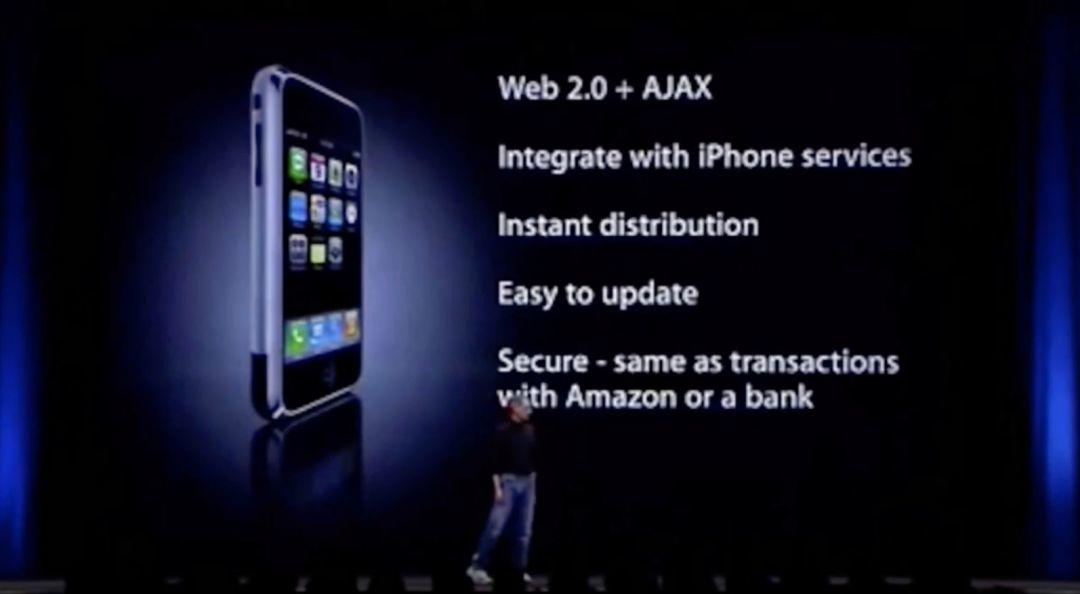 Web 2.0 + AJAX
Integrate with iPhone services
Instant distribution
Easy to update
Secure - same as transactions
with Amazon or a bank